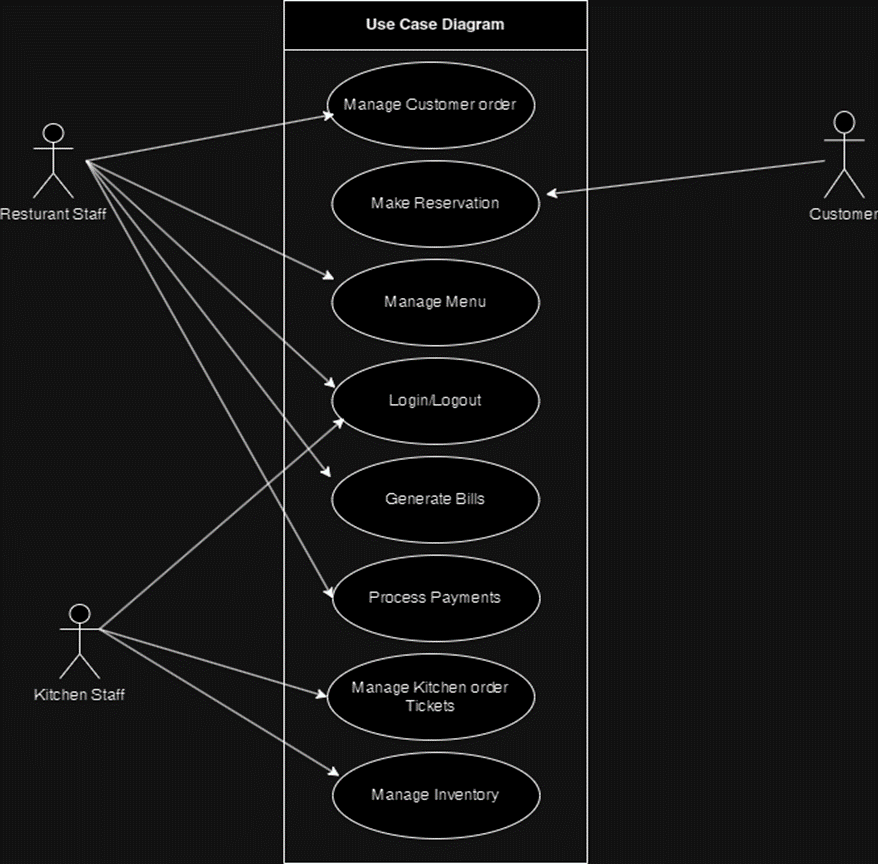 Use Case Diagram
Manage Customer order
Make Reservation
Resturant Staff
Customer
Manage Menu
Login/Logout
Generate Bills
Process Payments
Manage Kitchen order
Tickets
Kitchen Staff
Manage Inventory